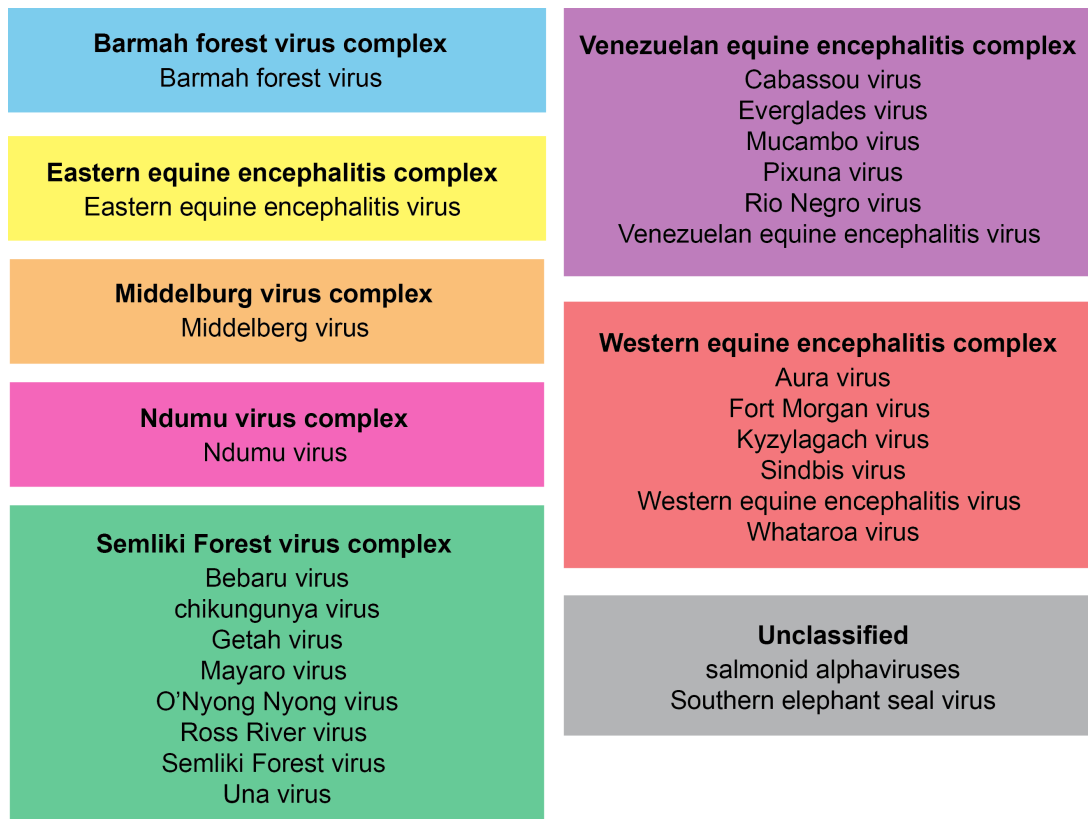 Barmah forest virus complex
Barmah forest virus
Eastern equine encephalitis complex
Eastern equine encephalitis virus
Middelburg virus complex
Middelberg virus
Ndumu virus complex
Ndumu virus
Semliki Forest virus complex
Bebaru virus
chikungunya virus
Getah virus
Mayaro virus
O’Nyong Nyong virus
Ross River virus
Semliki Forest virus
Una virus
Venezuelan equine encephalitis complex
Cabassou virus
Everglades virus
Mucambo virus
Pixuna virus
Rio Negro virus
Venezuelan equine encephalitis virus
Western equine encephalitis complex
Aura virus
Fort Morgan virus
Kyzylagach virus
Sindbis virus
Western equine encephalitis virus
Whataroa virus
Unclassified
salmonid alphaviruses
Southern elephant seal virus